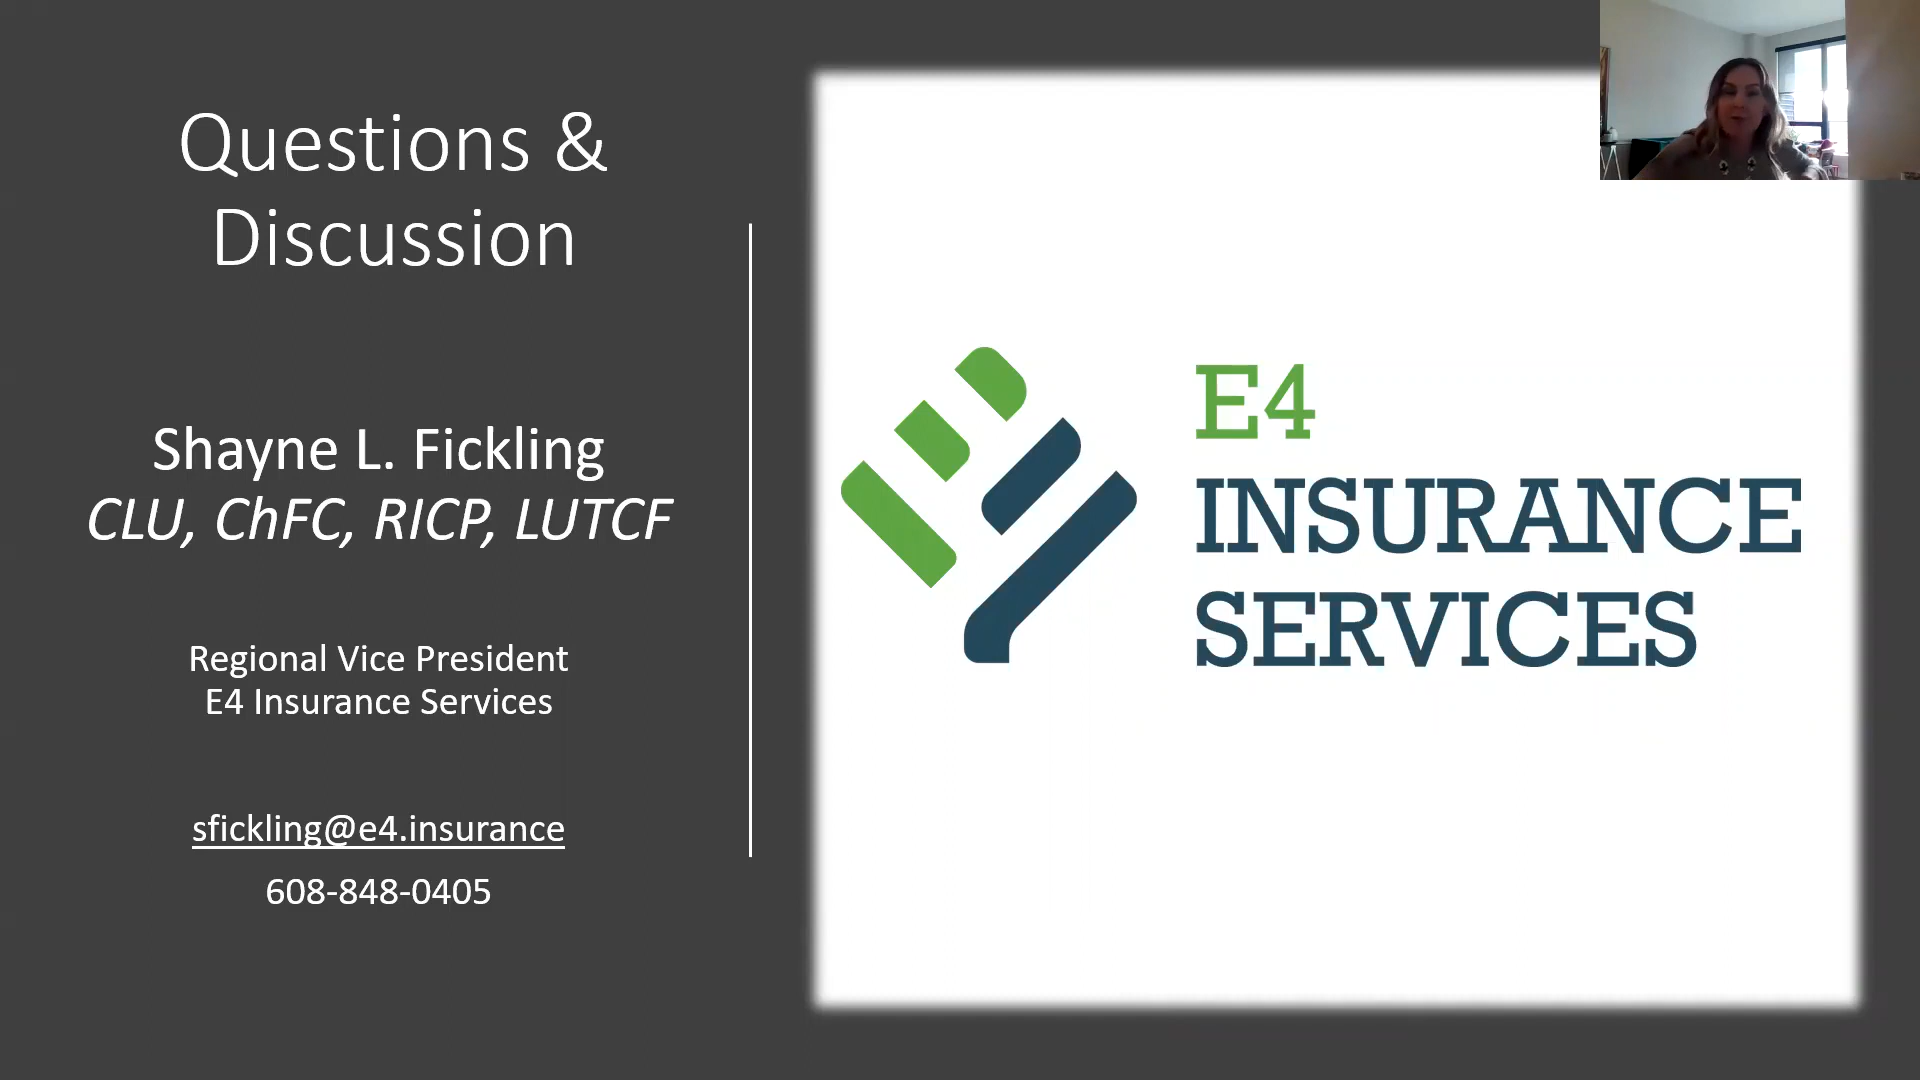 Questions &
Discussion
Shayne L. Fickling
CLU, ChFC, RICP, LUTCF
Regional Vice President
E4 Insurance Services
sfickling@e4.insurance
608-848-0405
E4
INSURANCE
SERVICES